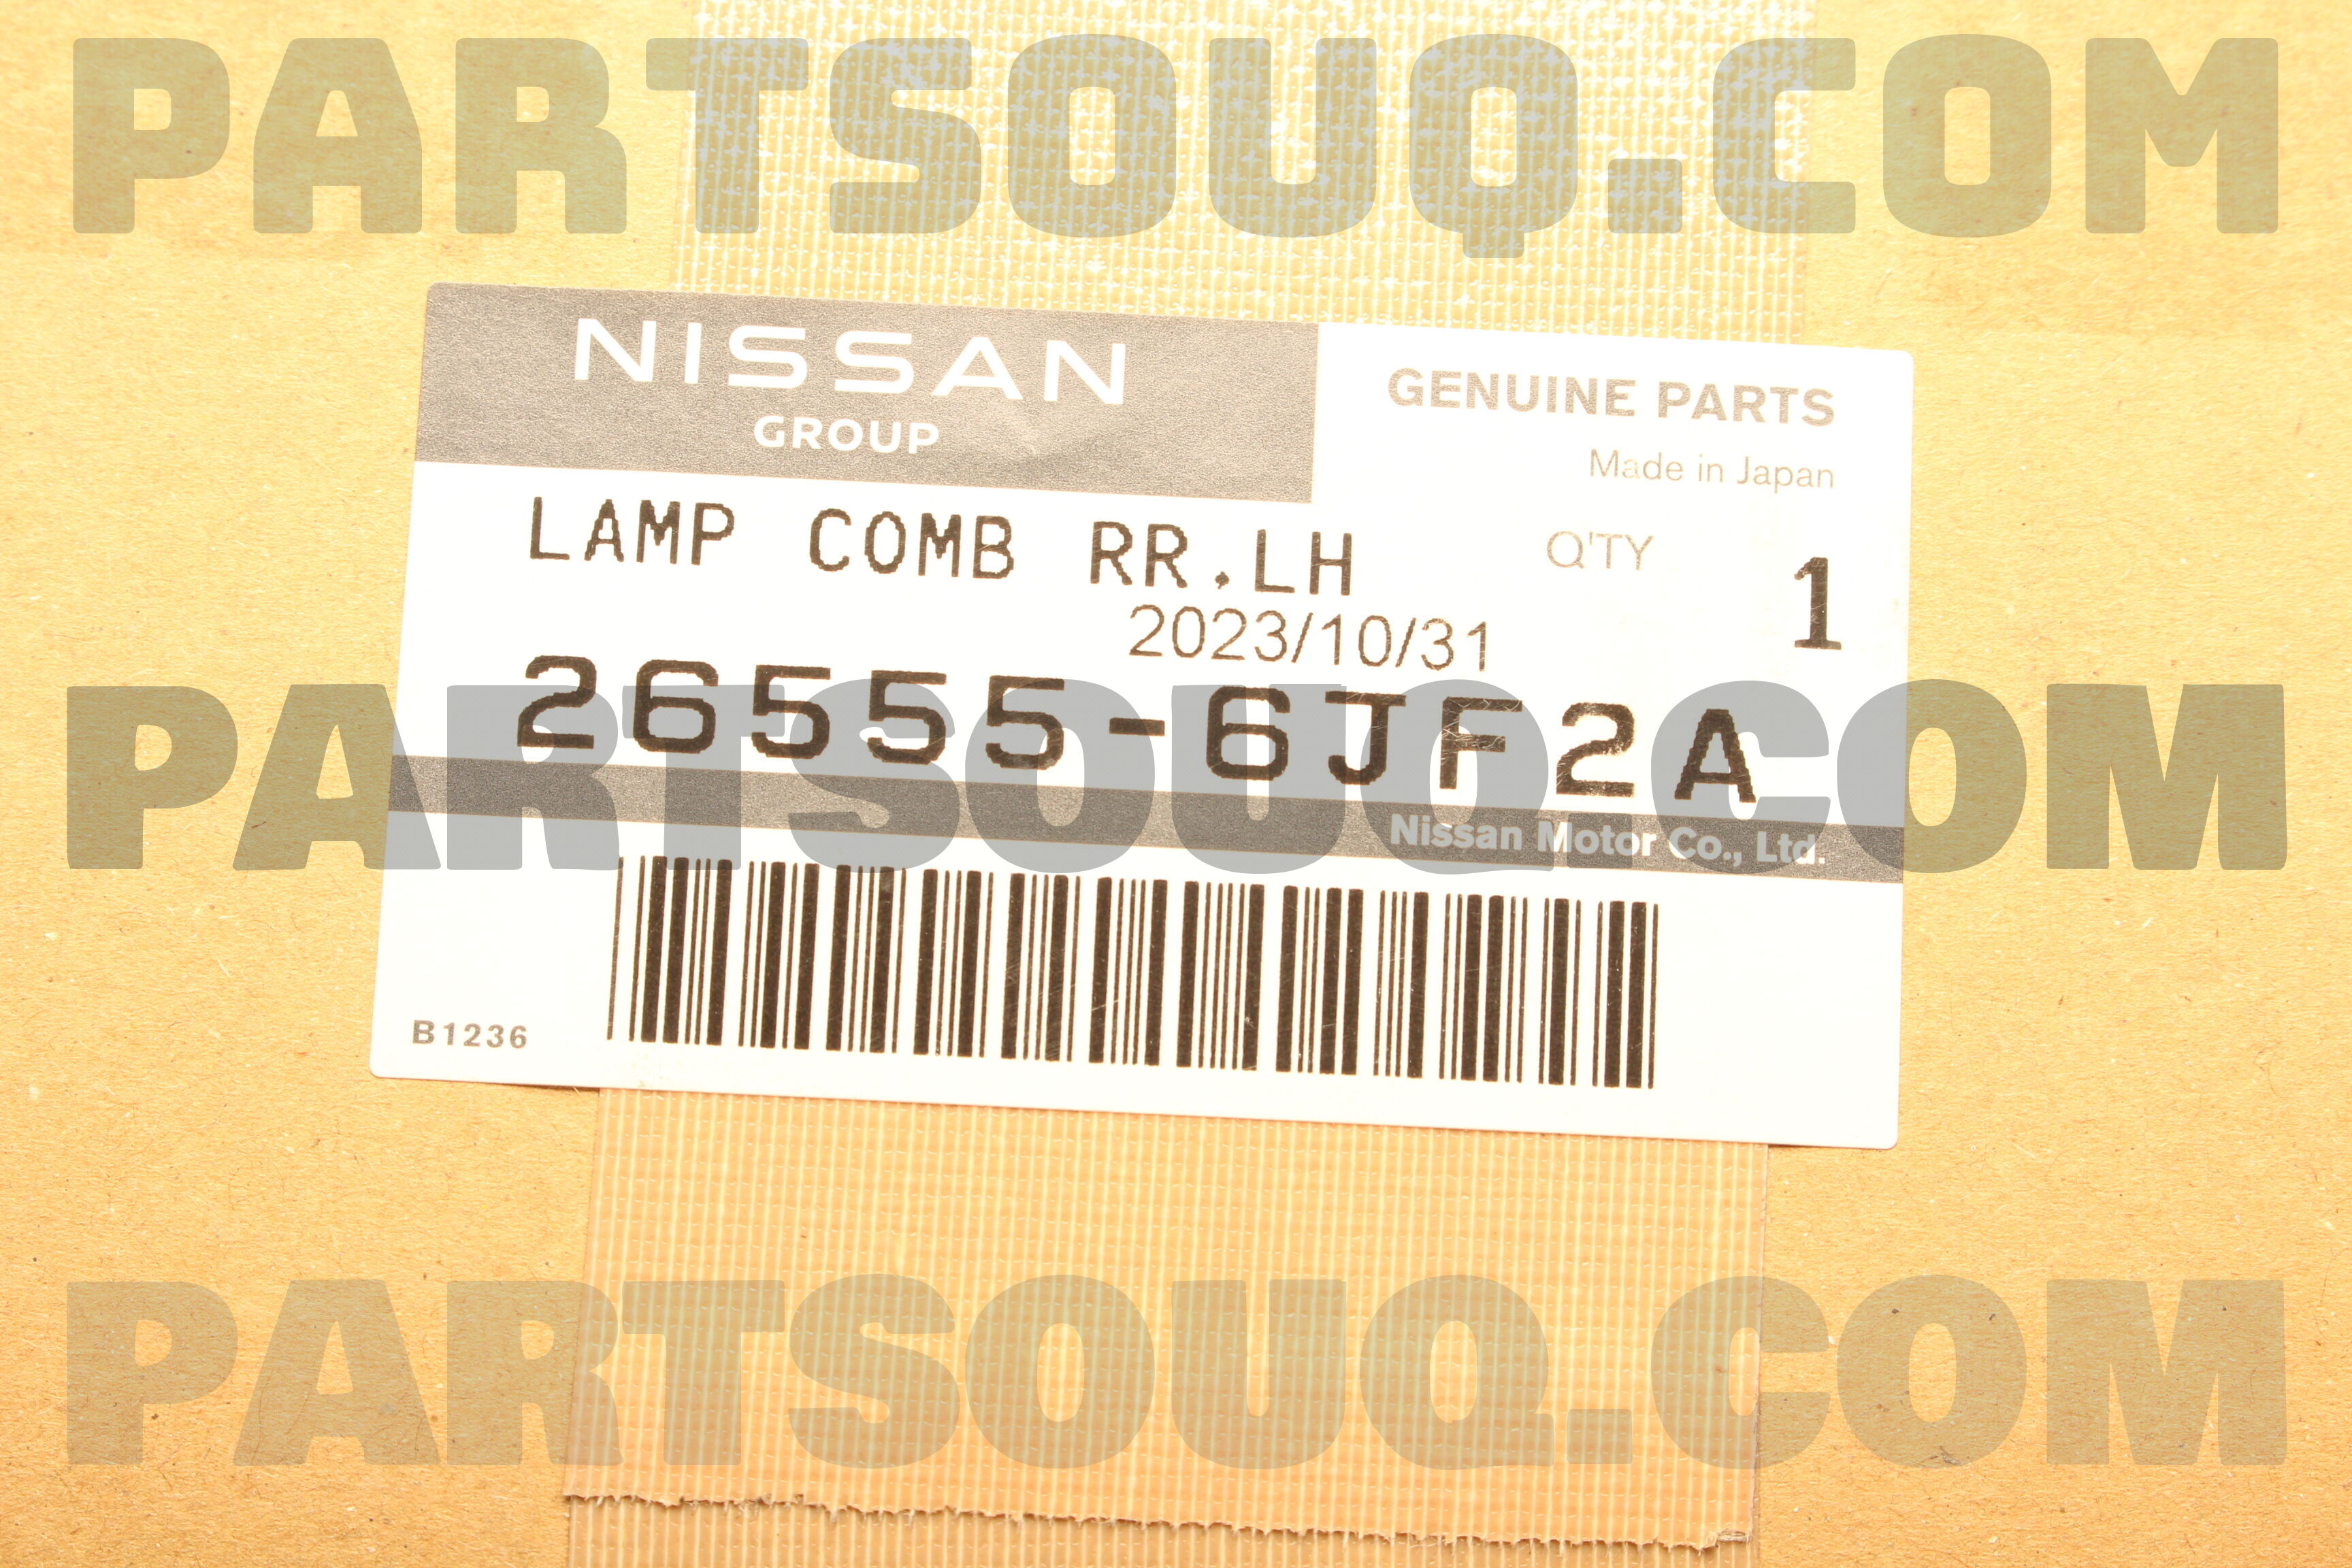 PARTSOUQ.COM
NISSAN
GROUP
GENUINE PARTS
Made in Japan
LAMP COMB RR.LH
Q'TY 1
2023/10/31
26555-6JF2A
PARTSOUQ.COM
Nissan Motor Co., Ltd.
B1236
PARTSOUQ.COM